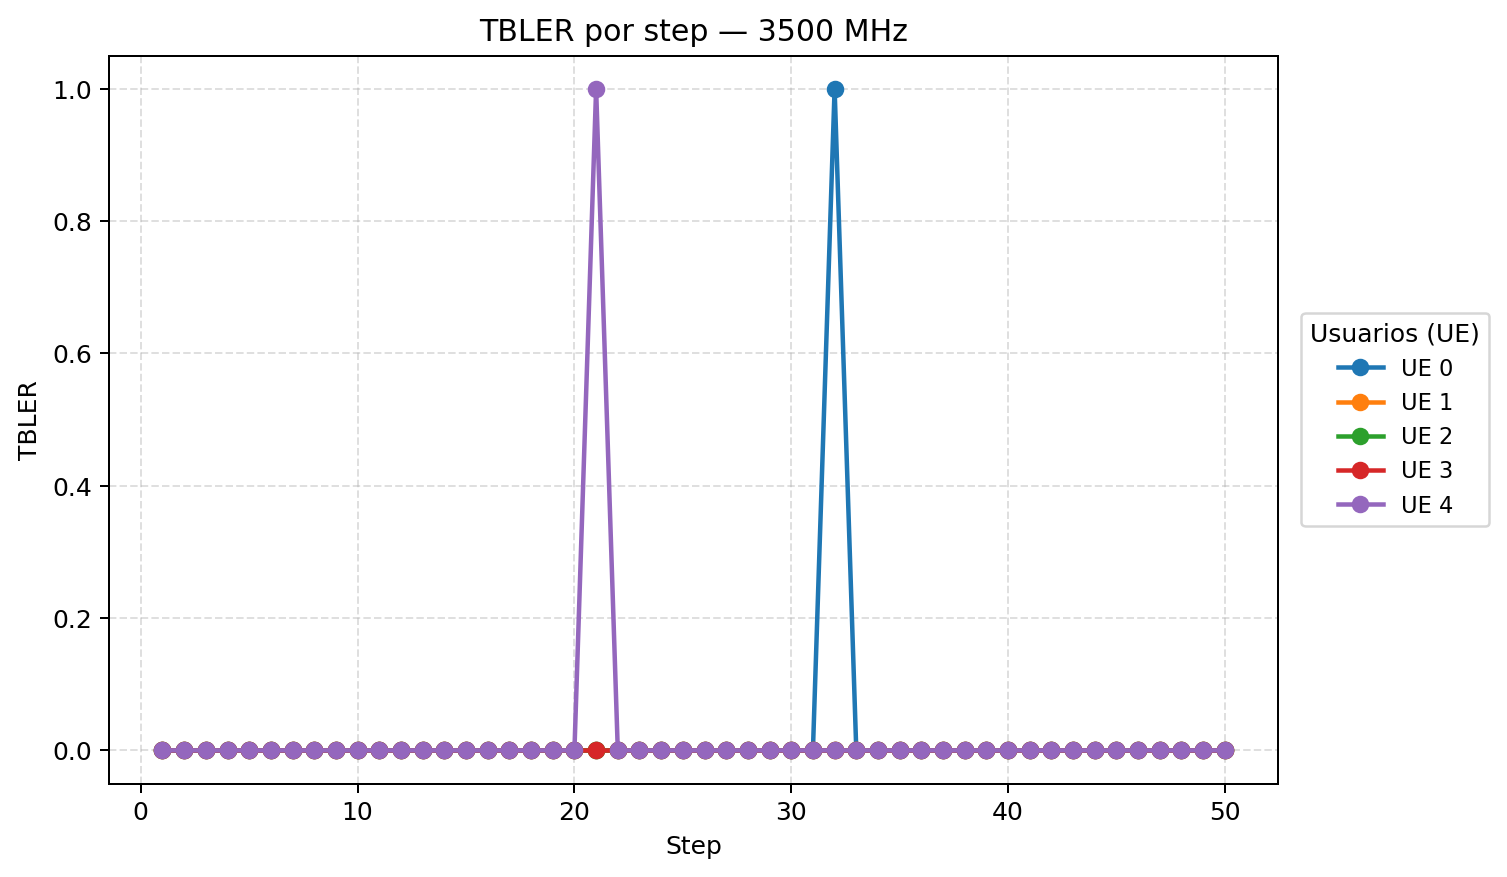 TBLER por step — 3500 MHz
TBLER
1.0
0.8
0.6
0.4
0.2
0.0
0
10
20
30
40
50
Step
Usuarios (UE)
UE 0
UE 1
UE 2
UE 3
UE 4